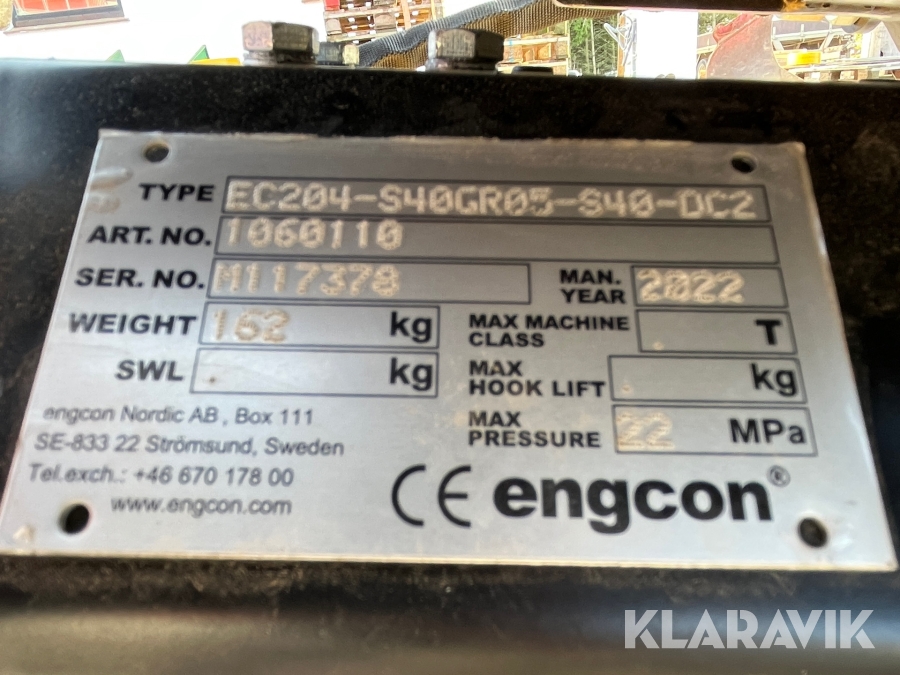 TYPE EC204-S40GR05-S40-DC2
ART. NO. 1060110
SER. NO. M117378 MAN. YEAR 2022
WEIGHT 162 kg MAX MACHINE CLASS T
SWL kg MAX HOOK LIFT kg
MAX PRESSURE 22 MPa
engcon Nordic AB, Box 111
SE-833 22 Strömsund, Sweden
Tel.exch.: +46 670 178 00
www.engcon.com
CE engcon®
KLARAVIK